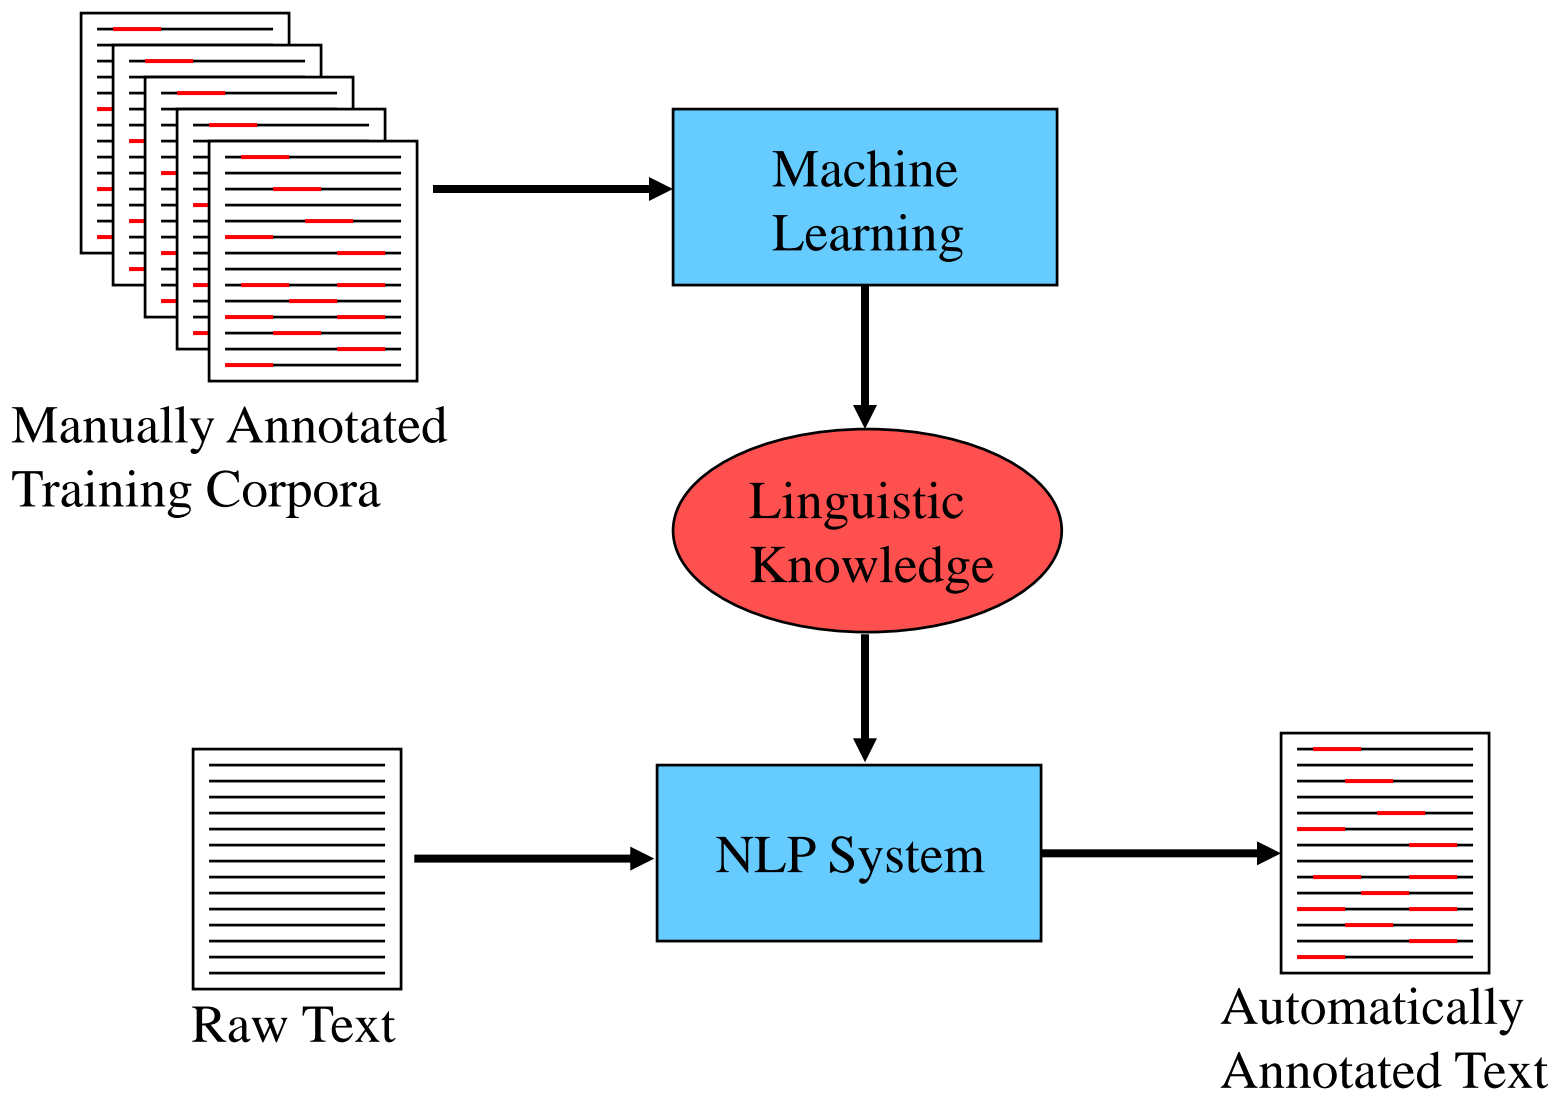 Machine
Learning
Manually Annotated
Training Corpora
Linguistic
Knowledge
NLP System
Raw Text
Automatically
Annotated Text